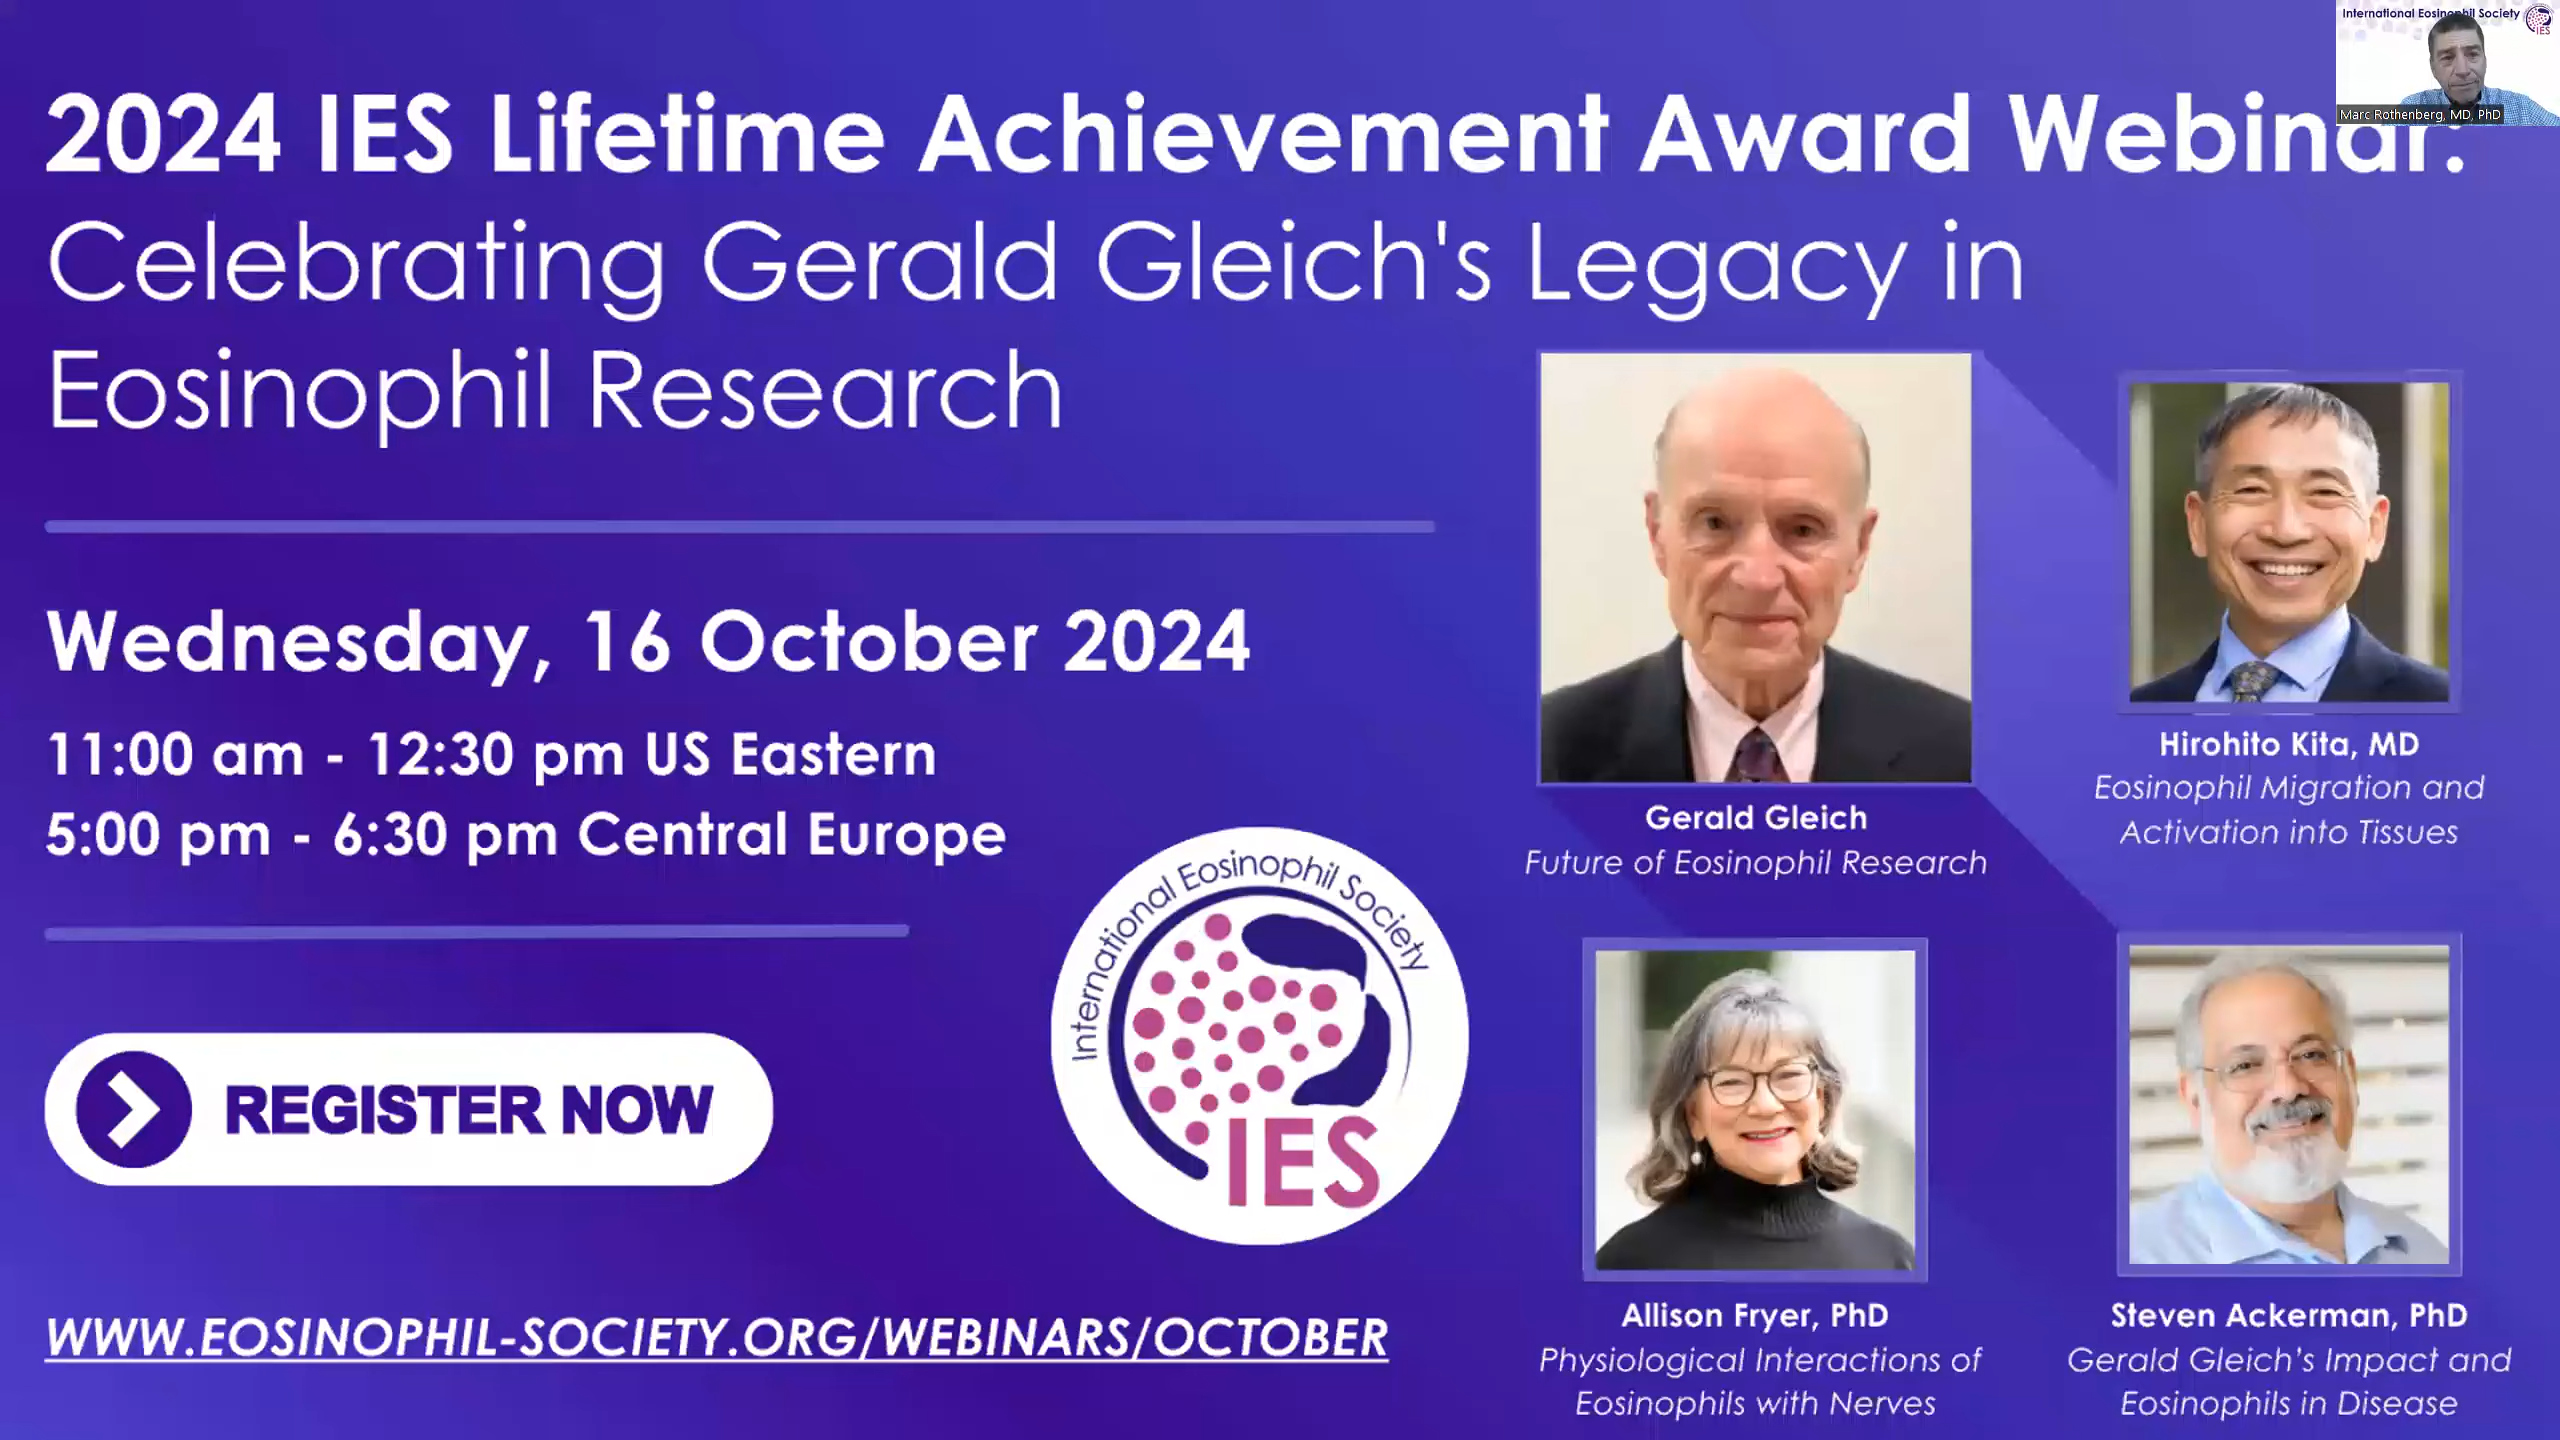 International Eosinophil Society
IES
Marc Rothenberg, MD, PhD
2024 IES Lifetime Achievement Award Webinar:
Celebrating Gerald Gleich's Legacy in
Eosinophil Research
Wednesday, 16 October 2024
11:00 am - 12:30 pm US Eastern
5:00 pm - 6:30 pm Central Europe
REGISTER NOW
WWW.EOSINOPHIL-SOCIETY.ORG/WEBINARS/OCTOBER
International Eosinophil Society
IES
Gerald Gleich
Future of Eosinophil Research
Hirohito Kita, MD
Eosinophil Migration and
Activation into Tissues
Allison Fryer, PhD
Physiological Interactions of
Eosinophils with Nerves
Steven Ackerman, PhD
Gerald Gleich’s Impact and
Eosinophils in Disease